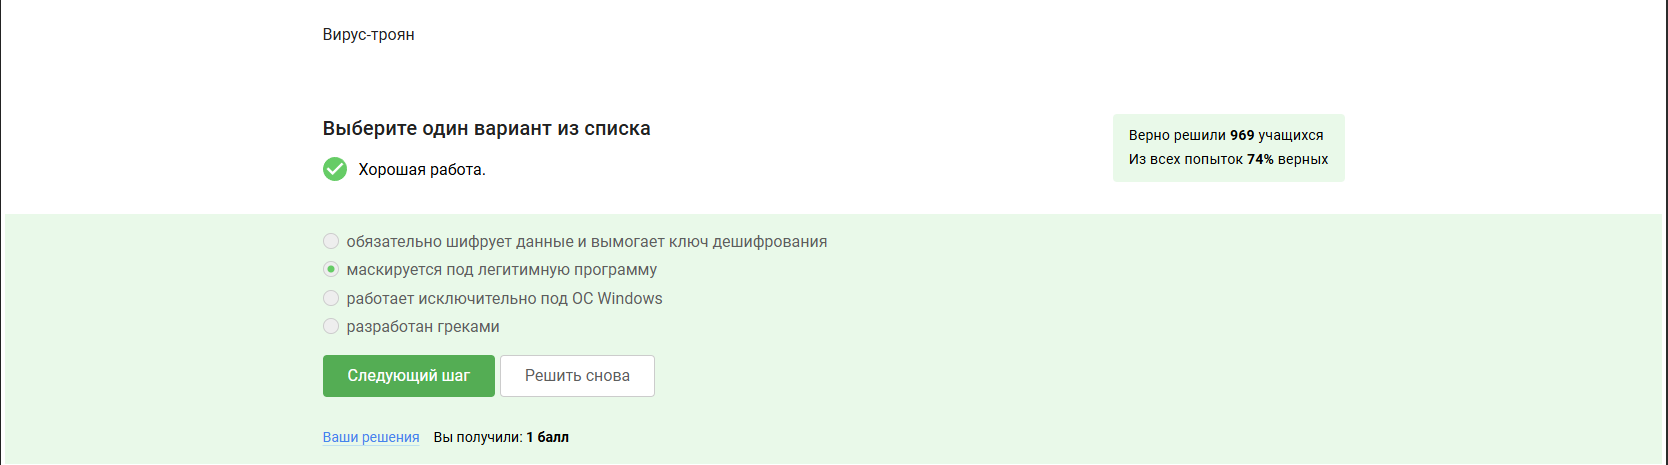 Вирус-троян
Выберите один вариант из списка
Хорошая работа.
Верно решили 969 учащихся
Из всех попыток 74% верных
обязательно шифрует данные и вымогает ключ дешифрования
маскируется под легитимную программу
работает исключительно под ОС Windows
разработан греками
Следующий шаг
Решить снова
Ваши решения
Вы получили: 1 балл